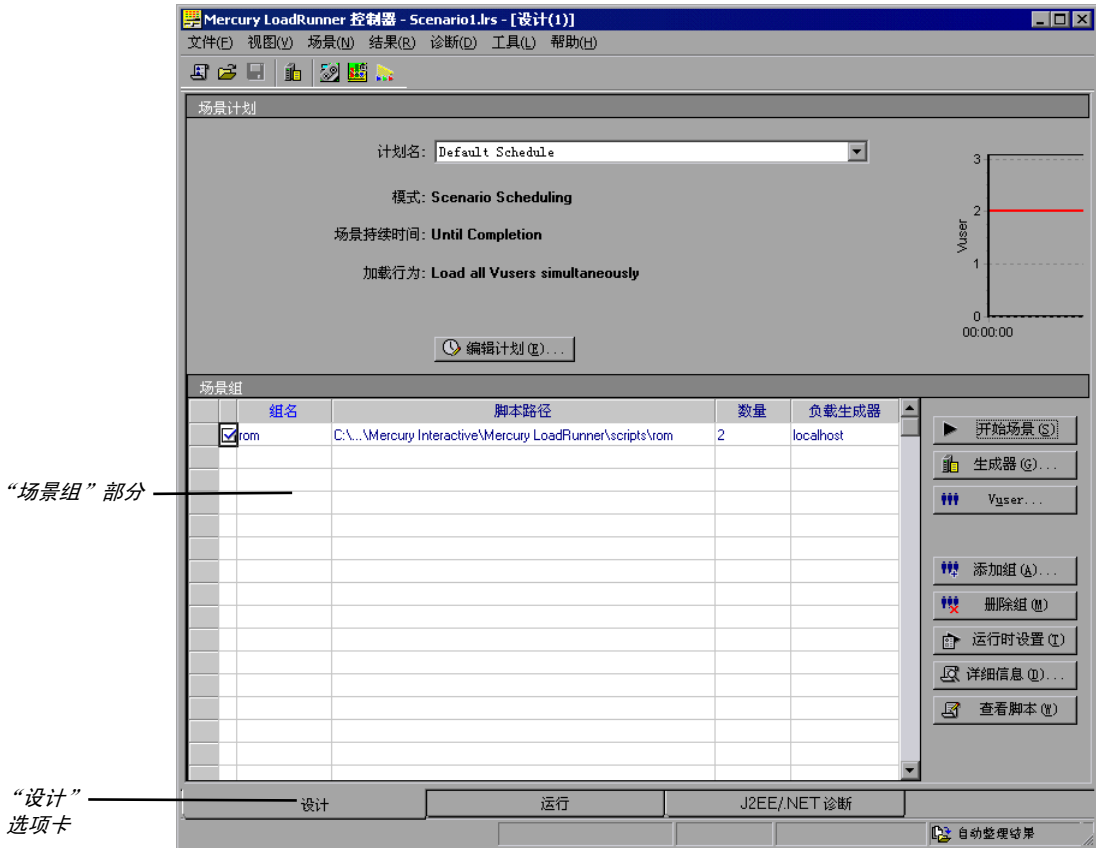 Mercury LoadRunner 控制器 - Scenario1.lrs - [设计(1)]
文件(F) 视图(V) 场景(N) 结果(R) 诊断(D) 工具(L) 帮助(H)
场景计划
计划名: Default Schedule
模式: Scenario Scheduling
场景持续时间: Until Completion
加载行为: Load all Vusers simultaneously
编辑计划(E)...
3
2
1
0
Vuser
00:00:00
场景组
组名 脚本路径 数量 负载生成器
rom C:\...\Mercury Interactive\Mercury LoadRunner\scripts\rom 2 localhost
开始场景(S)
生成器(G)...
Vuser...
添加组(A)...
删除组(M)
运行时设置(T)
详细信息(D)...
查看脚本(W)
“场景组”部分
“设计”
选项卡
设计 运行 J2EE/.NET 诊断
自动整理结果